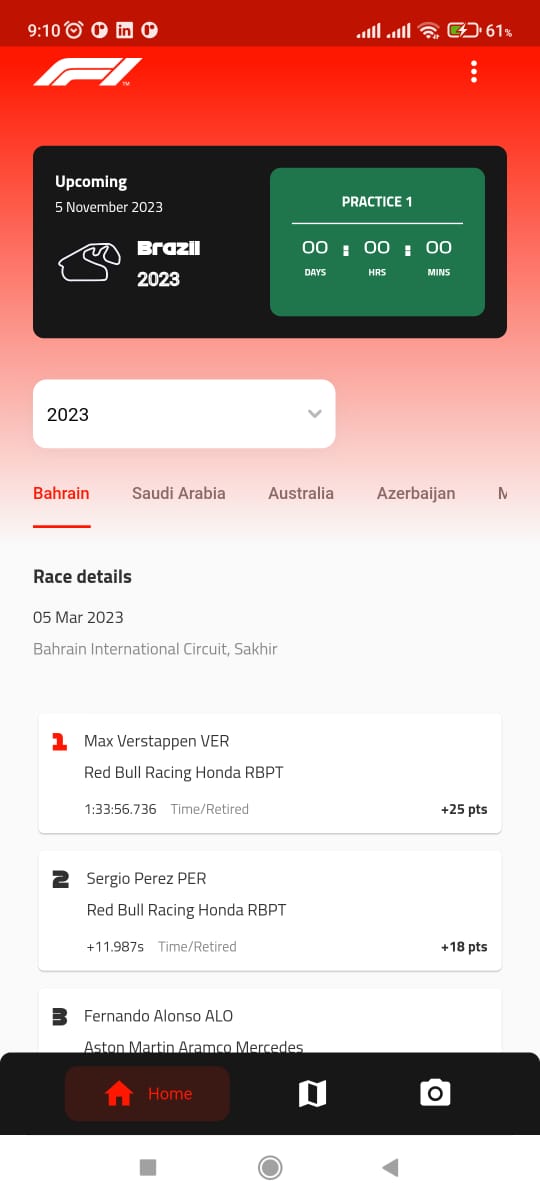 9:10 61%
F1
Upcoming
5 November 2023
Brazil
2023
PRACTICE 1
00 : 00 : 00
DAYS HRS MINS
2023
Bahrain Saudi Arabia Australia Azerbaijan
Race details
05 Mar 2023
Bahrain International Circuit, Sakhir
1 Max Verstappen VER
Red Bull Racing Honda RBPT
1:33:56.736 Time/Retired +25 pts
2 Sergio Perez PER
Red Bull Racing Honda RBPT
+11.987s Time/Retired +18 pts
3 Fernando Alonso ALO
Aston Martin Aramco Mercedes
Home